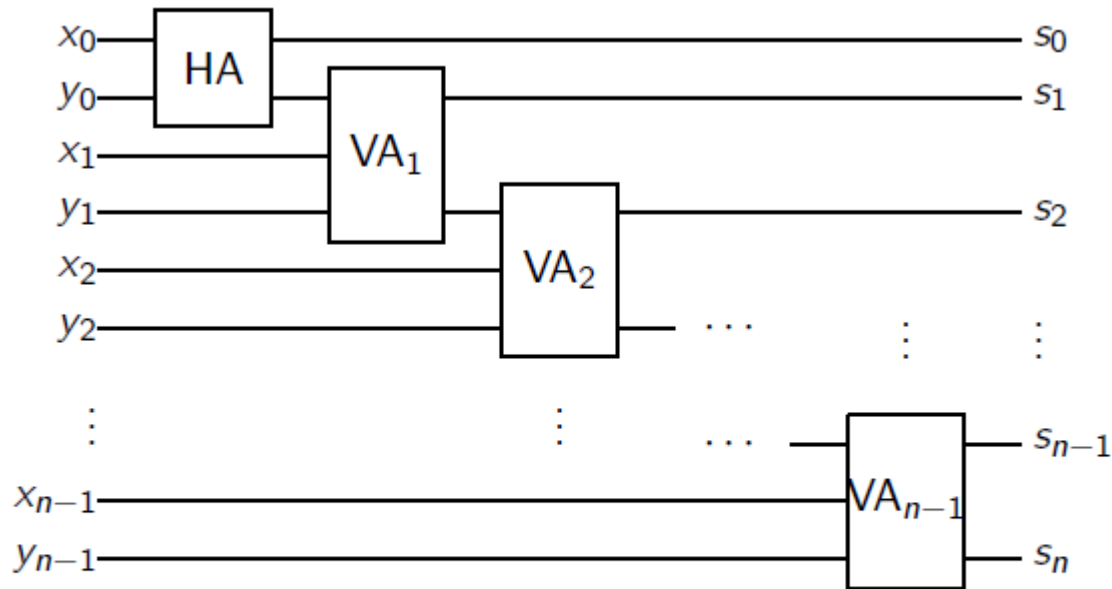 x₀ HA s₀
y₀ s₁
x₁ VA₁
y₁ s₂
x₂ VA₂
y₂ ⋯ ⋮ ⋮
⋮ ⋮ ⋯ sₙ₋₁
xₙ₋₁ VAₙ₋₁
yₙ₋₁ sₙ